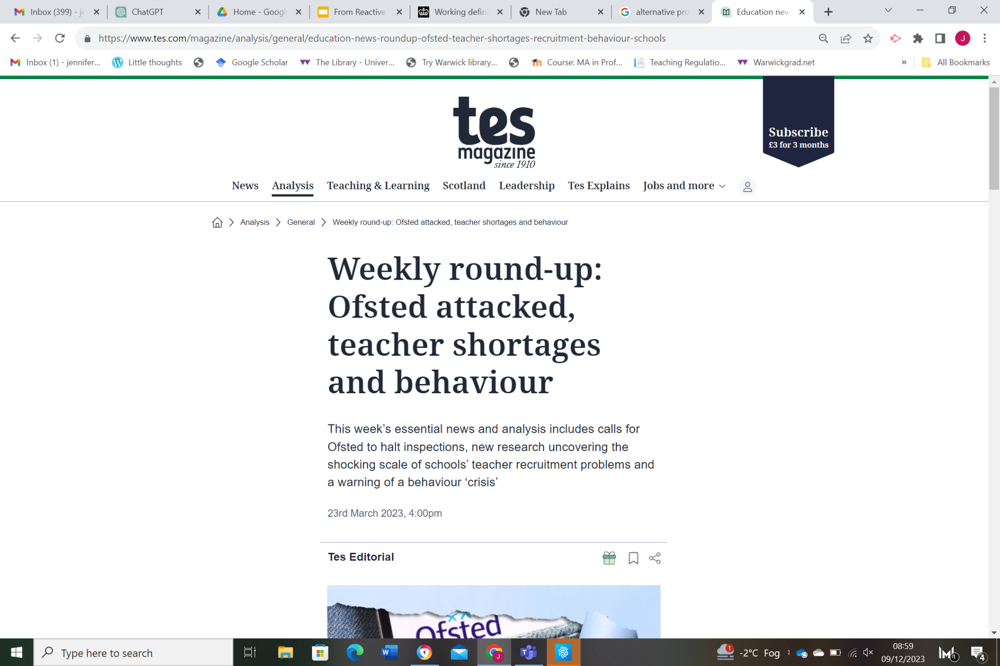 Inbox (399) - je
ChatGPT
Home - Googl
From Reactive
Working defini
New Tab
alternative pro
Education new
https://www.tes.com/magazine/analysis/general/education-news-roundup-ofsted-teacher-shortages-recruitment-behaviour-schools
J
Inbox (1) - jennifer...
Little thoughts
Google Scholar
The Library - Univer...
Try Warwick library...
Course: MA in Prof...
Teaching Regulatio...
Warwickgrad.net
»
All Bookmarks
tes
magazine
since 1910
Subscribe
£3 for 3 months
News Analysis Teaching & Learning Scotland Leadership Tes Explains Jobs and more
Analysis General Weekly round-up: Ofsted attacked, teacher shortages and behaviour
Weekly round-up:
Ofsted attacked,
teacher shortages
and behaviour
This week’s essential news and analysis includes calls for
Ofsted to halt inspections, new research uncovering the
shocking scale of schools’ teacher recruitment problems and
a warning of a behaviour ‘crisis’
23rd March 2023, 4:00pm
Tes Editorial
Ofsted
Type here to search
1
-2°C Fog
08:59
09/12/2023
4